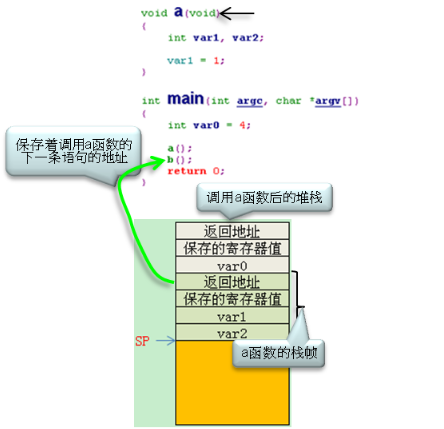 void a(void)
{
int var1, var2;
var1 = 1;
}
int main(int argc, char *argv[])
{
int var0 = 4;
a();
b();
return 0;
}
保存着调用a函数的
下一条语句的地址
调用a函数后的堆栈
返回地址
保存的寄存器值
var0
返回地址
保存的寄存器值
var1
var2
SP
a函数的栈帧